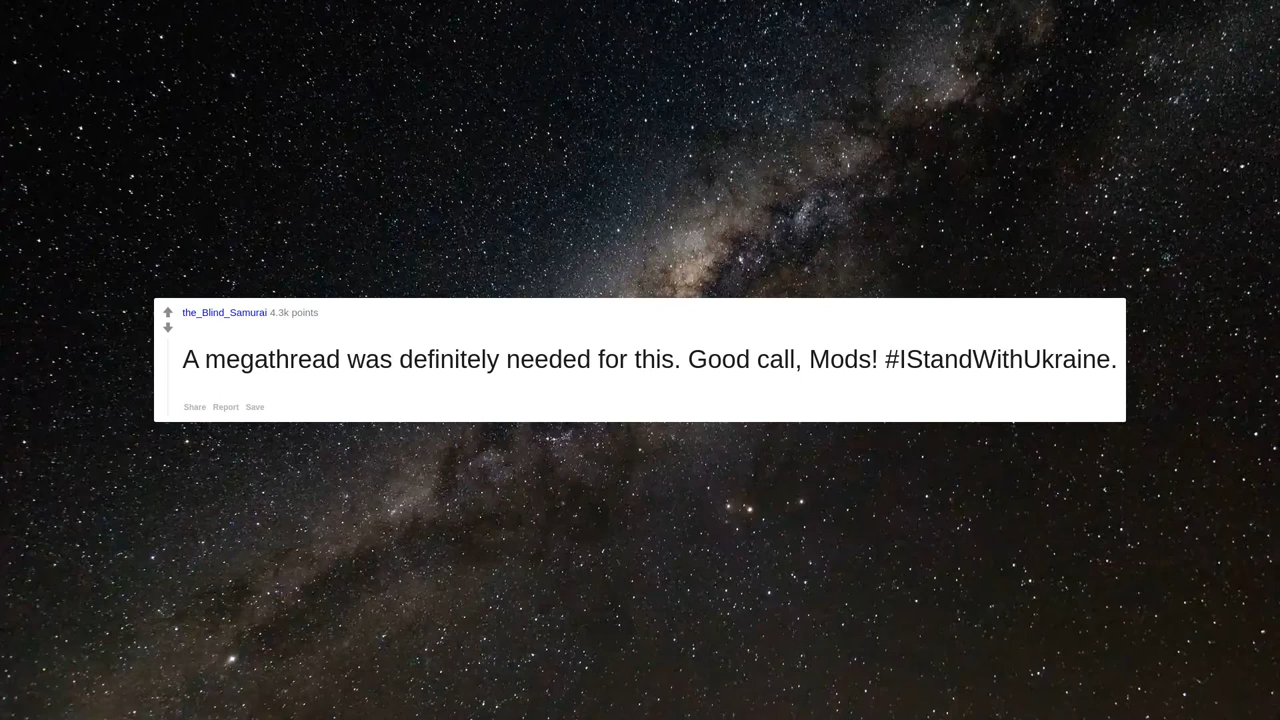 the_Blind_Samurai 4.3k points
A megathread was definitely needed for this. Good call, Mods! #IStandWithUkraine.
Share Report Save